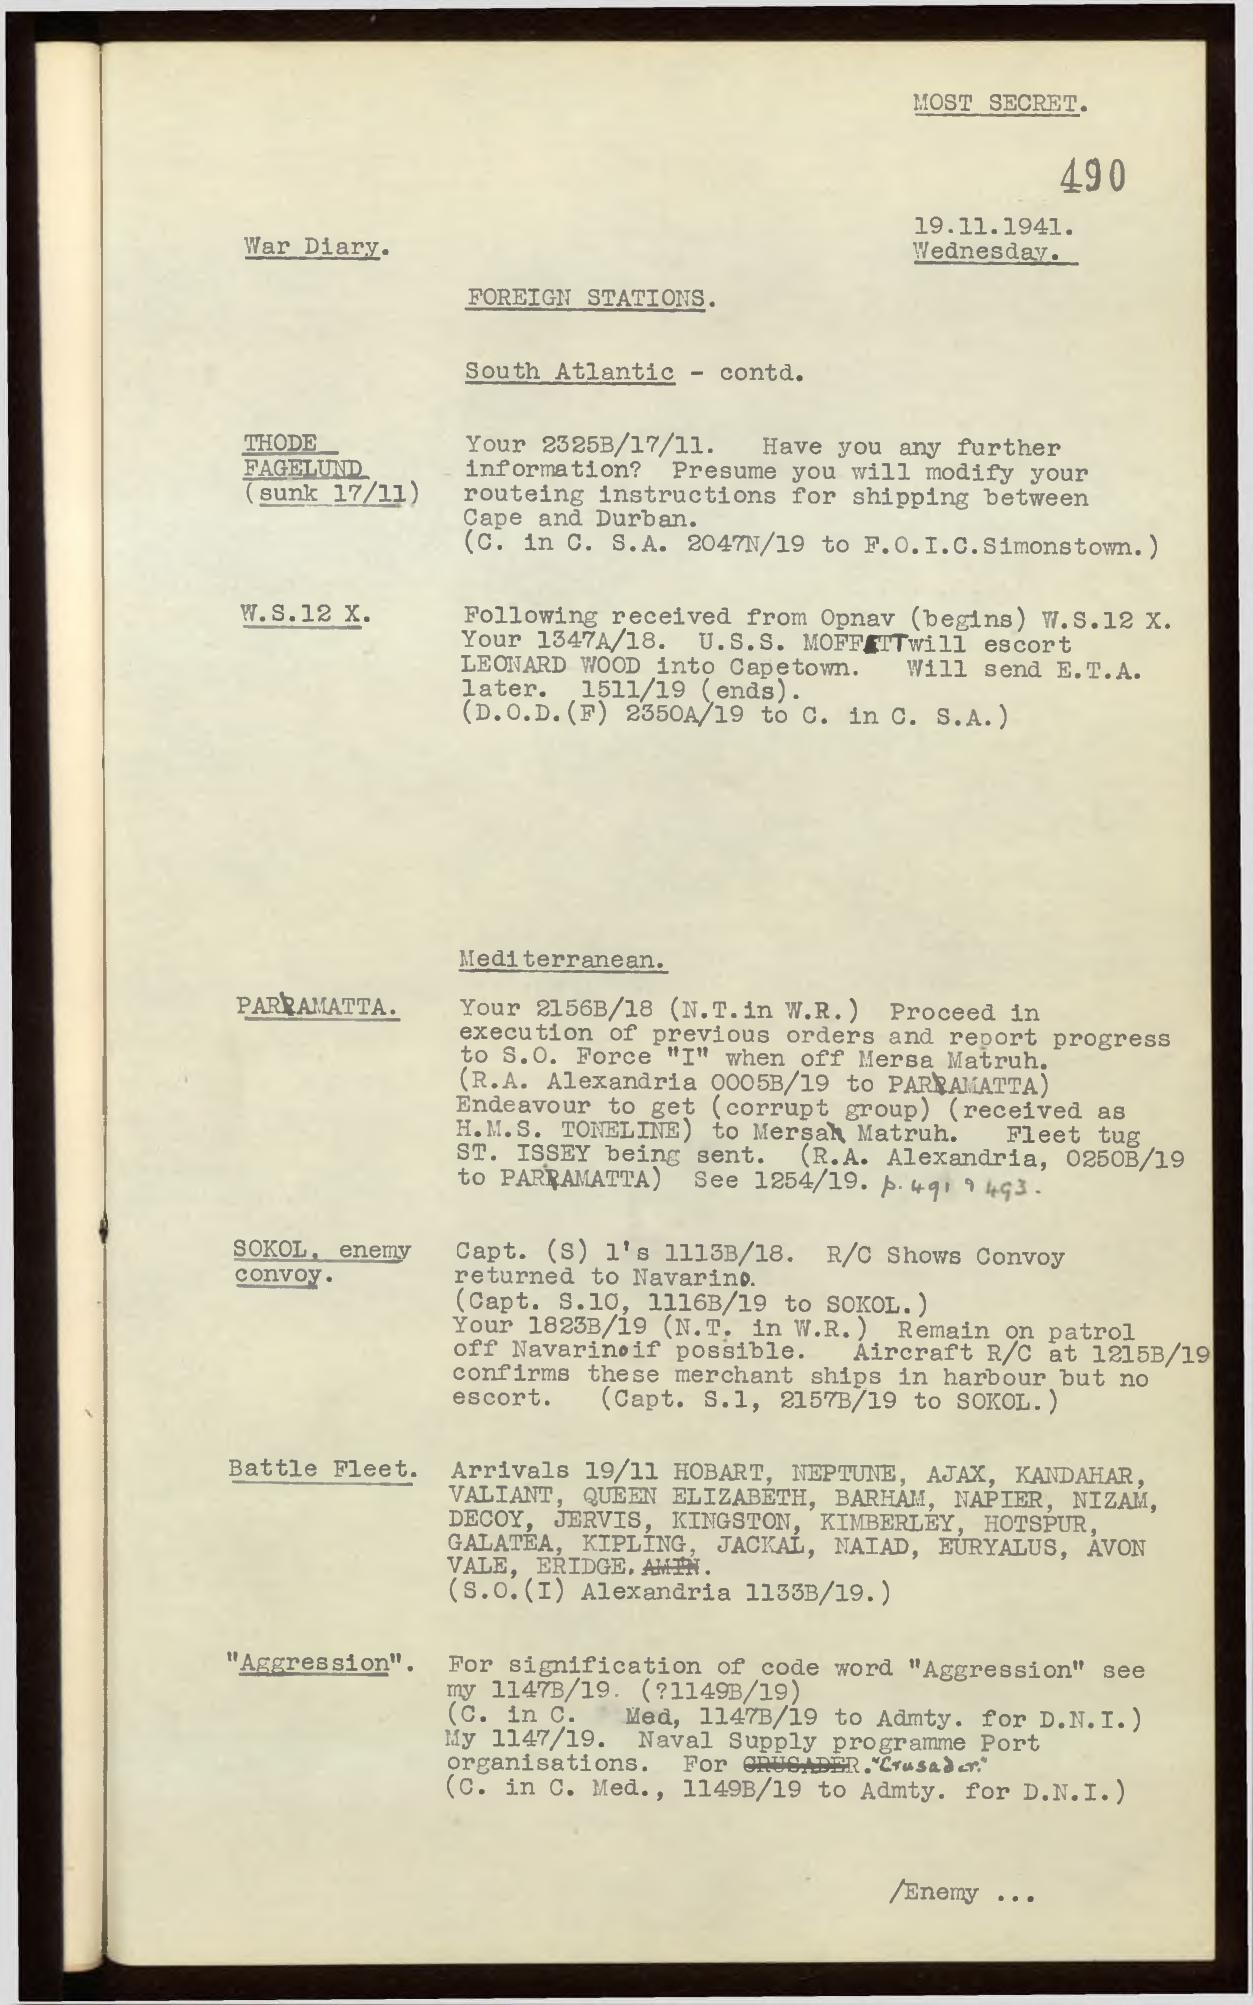 MOST SECRET.
490
19.11.1941.
War Diary.
Wednesday.
FOREIGN STATIONS.
South Atlantic - contd.
THODE
FAGELUND
(sunk 17/11)
Your 2325B/17/11. Have you any further
information? Presume you will modify your
routeing instructions for shipping between
Cape and Durban.
(C. in C. S.A. 2047N/19 to F.O.I.C.Simonstown.)
W.S.12 X.
Following received from Opnav (begins) W.S.12 X.
Your 1347A/18. U.S.S. MOFFETT will escort
LEONARD WOOD into Capetown. Will send E.T.A.
later. 1511/19 (ends).
(D.O.D.(F) 2350A/19 to C. in C. S.A.)
Mediterranean.
PARRAMATTA.
Your 2156B/18 (N.T.in W.R.) Proceed in
execution of previous orders and report progress
to S.O. Force "I" when off Mersa Matruh.
(R.A. Alexandria 0005B/19 to PARRAMATTA)
Endeavour to get (corrupt group) (received as
H.M.S. TONELINE) to Mersah Matruh. Fleet tug
ST. ISSEY being sent. (R.A. Alexandria, 0250B/19
to PARRAMATTA) See 1254/19. p. 491 & 493.
SOKOL, enemy
convoy.
Capt. (S) 1's 1113B/18. R/C Shows Convoy
returned to Navarino.
(Capt. S.10, 1116B/19 to SOKOL.)
Your 1823B/19 (N.T. in W.R.) Remain on patrol
off Navarino if possible. Aircraft R/C at 1215B/19
confirms these merchant ships in harbour but no
escort. (Capt. S.1, 2157B/19 to SOKOL.)
Battle Fleet.
Arrivals 19/11 HOBART, NEPTUNE, AJAX, KANDAHAR,
VALIANT, QUEEN ELIZABETH, BARHAM, NAPIER, NIZAM,
DECOY, JERVIS, KINGSTON, KIMBERLEY, HOTSPUR,
GALATEA, KIPLING, JACKAL, NAIAD, EURYALUS, AVON
VALE, ERIDGE. AMIN.
(S.O.(I) Alexandria 1133B/19.)
"Aggression".
For signification of code word "Aggression" see
my 1147B/19. (?1149B/19)
(C. in C. Med, 1147B/19 to Admty. for D.N.I.)
My 1147/19. Naval Supply programme Port
organisations. For CRUSADER. "Crusader."
(C. in C. Med., 1149B/19 to Admty. for D.N.I.)
/Enemy ...